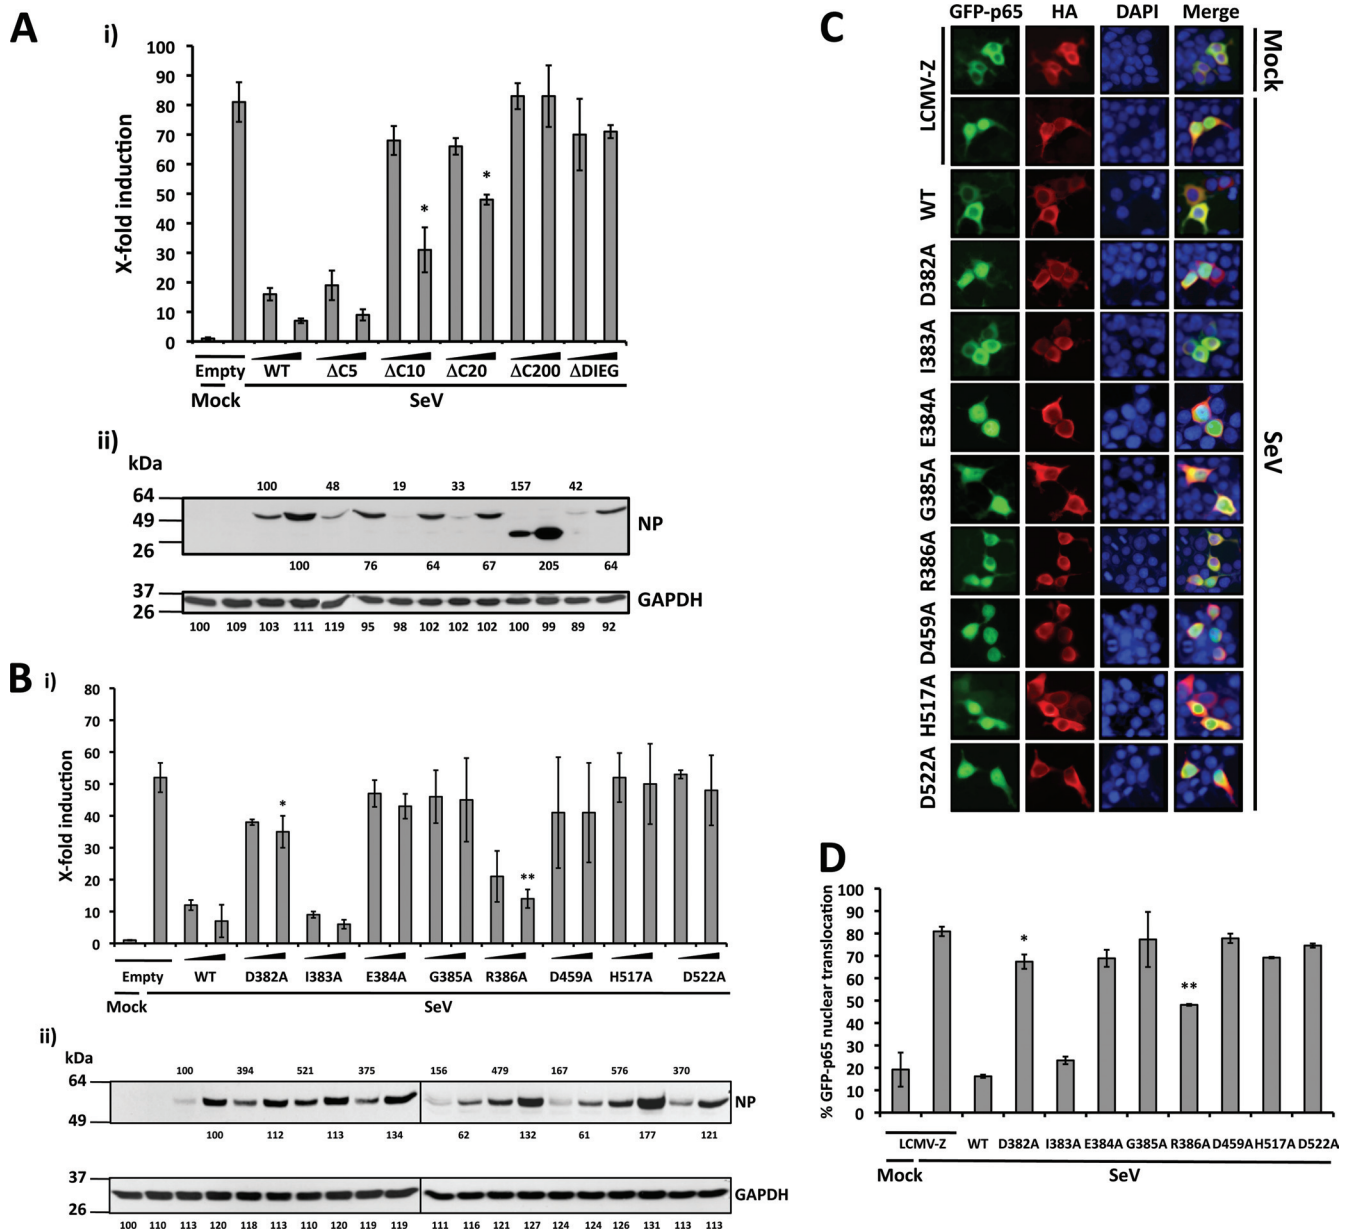 A
i)
100
90
80
70
60
50
40
30
20
10
0
X-fold induction
*
*
Empty WT ΔC5 ΔC10 ΔC20 ΔC200 ΔDIEG
Mock SeV
ii)
kDa
100 48 19 33 157 42
64
49
26
NP
100 76 64 67 205 64
37
26
GAPDH
100 109 103 111 119 95 98 102 102 102 100 99 89 92
B
i)
80
70
60
50
40
30
20
10
0
X-fold induction
*
**
Empty WT D382A I383A E384A G385A R386A D459A H517A D522A
Mock SeV
ii)
kDa
100 394 521 375 156 479 167 576 370
64
49
NP
100 112 113 134 62 132 61 177 121
37
26
GAPDH
100 110 113 120 118 113 110 120 119 119 111 116 121 127 124 124 126 131 113 113
C
GFP-p65 HA DAPI Merge
LCMV-Z
WT
D382A
I383A
E384A
G385A
R386A
D459A
H517A
D522A
Mock
SeV
D
100
90
80
70
60
50
40
30
20
10
0
% GFP-p65 nuclear translocation
*
**
LCMV-Z WT D382A I383A E384A G385A R386A D459A H517A D522A
Mock SeV